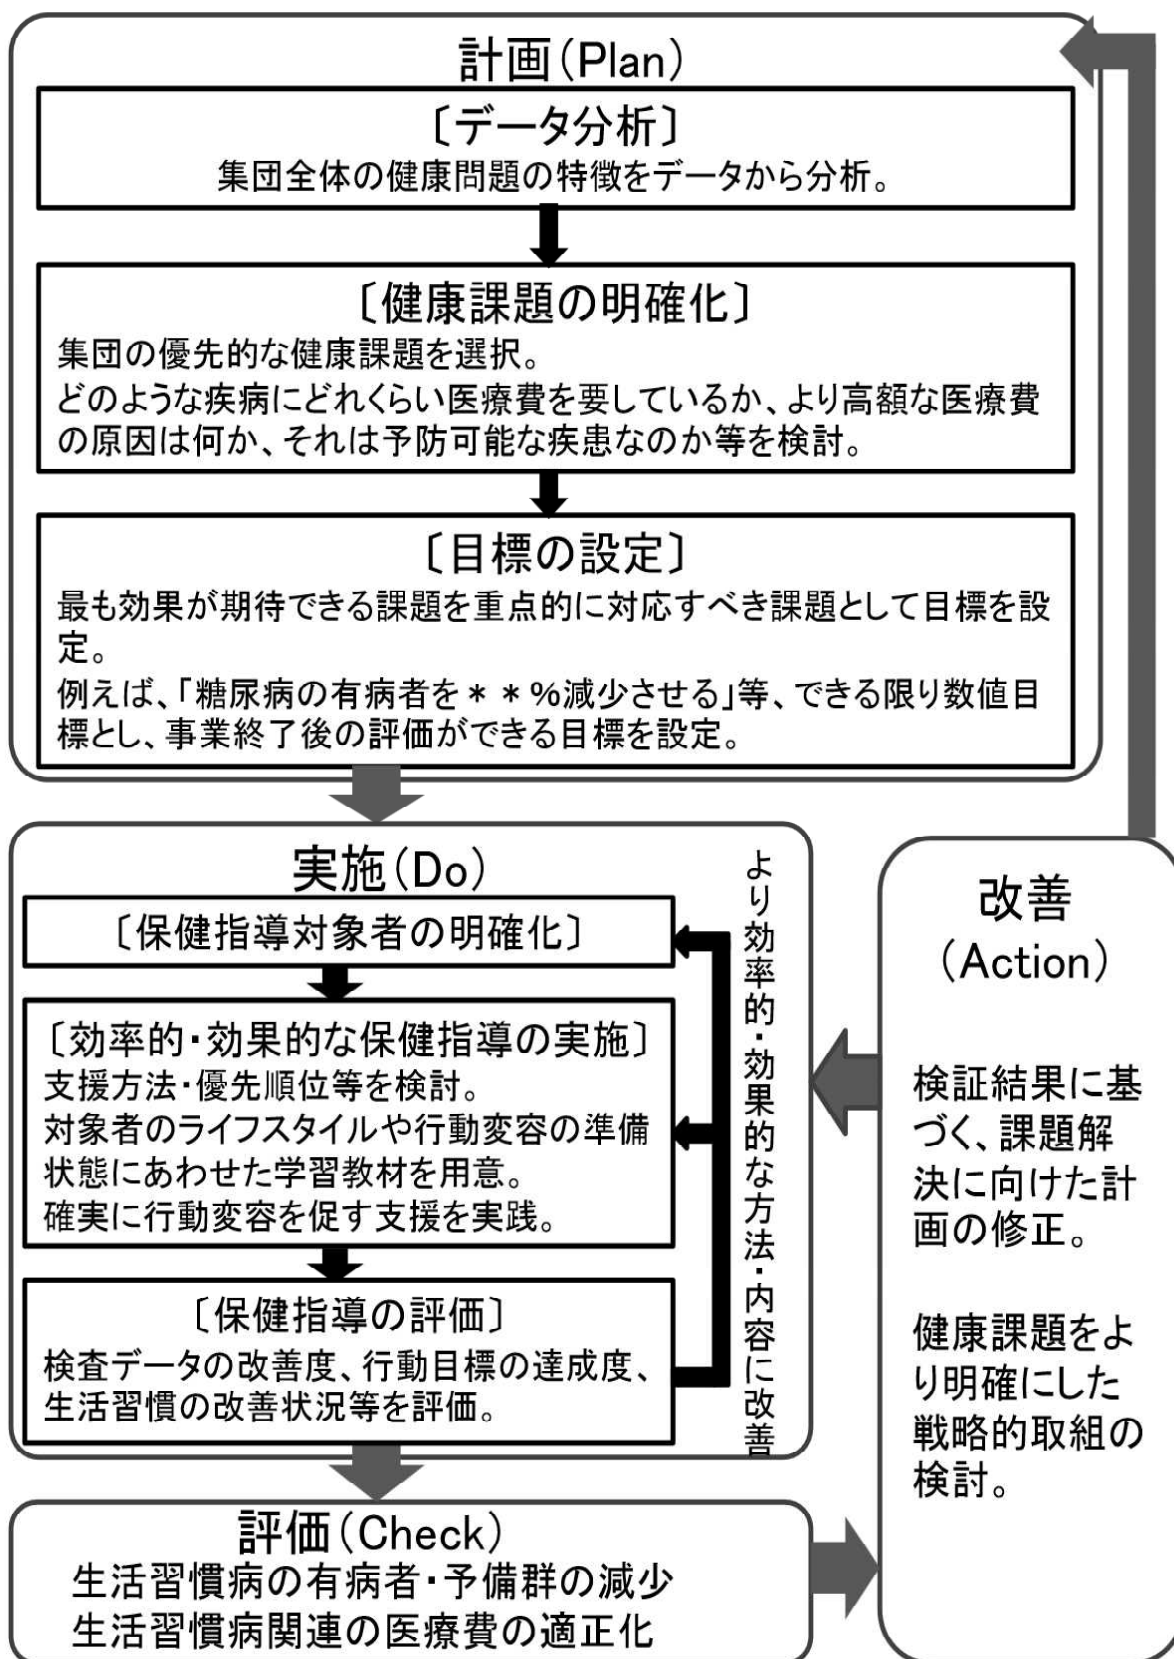 計画(Plan)
〔データ分析〕
集団全体の健康問題の特徴をデータから分析。
〔健康課題の明確化〕
集団の優先的な健康課題を選択。
どのような疾病にどれくらい医療費を要しているか、より高額な医療費
の原因は何か、それは予防可能な疾患なのか等を検討。
〔目標の設定〕
最も効果が期待できる課題を重点的に対応すべき課題として目標を設
定。
例えば、「糖尿病の有病者を＊＊%減少させる」等、できる限り数値目
標とし、事業終了後の評価ができる目標を設定。
実施(Do)
〔保健指導対象者の明確化〕
〔効率的・効果的な保健指導の実施〕
支援方法・優先順位等を検討。
対象者のライフスタイルや行動変容の準備
状態にあわせた学習教材を用意。
確実に行動変容を促す支援を実践。
〔保健指導の評価〕
検査データの改善度、行動目標の達成度、
生活習慣の改善状況等を評価。
より効率的・効果的な方法・内容に改善
評価(Check)
生活習慣病の有病者・予備群の減少
生活習慣病関連の医療費の適正化
改善
(Action)
検証結果に基
づく、課題解
決に向けた計
画の修正。
健康課題をよ
り明確にした
戦略的取組の
検討。